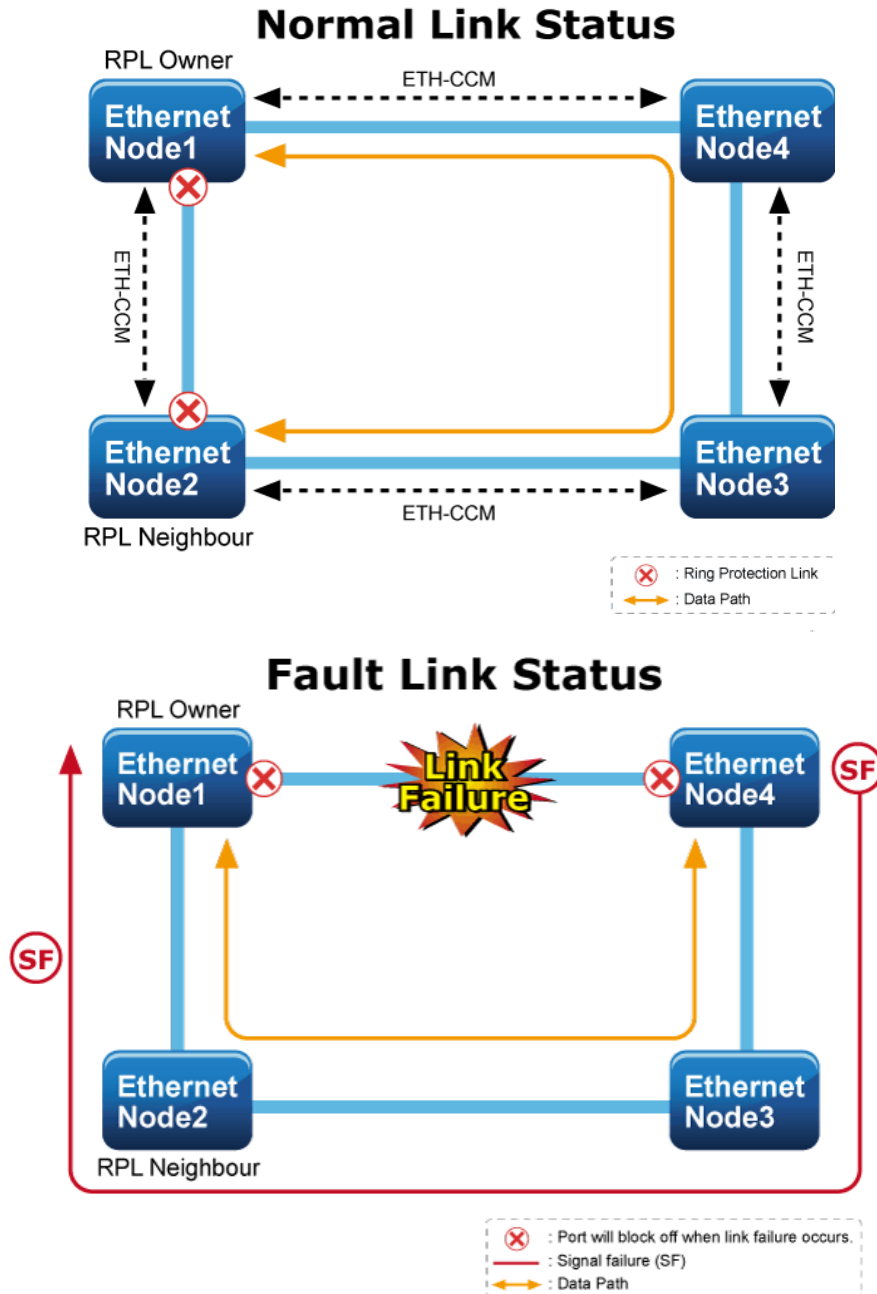 Normal Link Status
RPL Owner
ETH-CCM
Ethernet
Node1
Ethernet
Node4
ETH-CCM
ETH-CCM
Ethernet
Node2
Ethernet
Node3
RPL Neighbour
ETH-CCM
: Ring Protection Link
: Data Path
Fault Link Status
RPL Owner
Ethernet
Node1
Link
Failure
Ethernet
Node4
SF
SF
Ethernet
Node2
Ethernet
Node3
RPL Neighbour
: Port will block off when link failure occurs.
: Signal failure (SF)
: Data Path